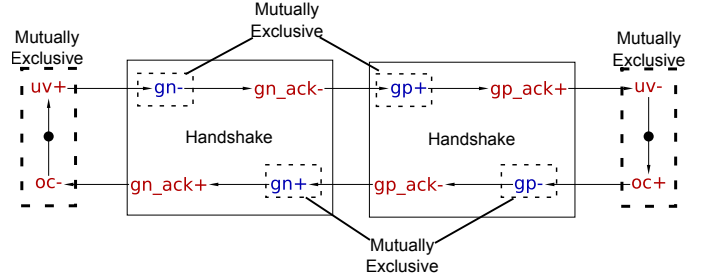 Mutually
Exclusive
Mutually
Exclusive
Mutually
Exclusive
uv+ gn- gn_ack- gp+ gp_ack+ uv-
Handshake Handshake
oc- gn_ack+ gn+ gp_ack- gp- oc+
Mutually
Exclusive